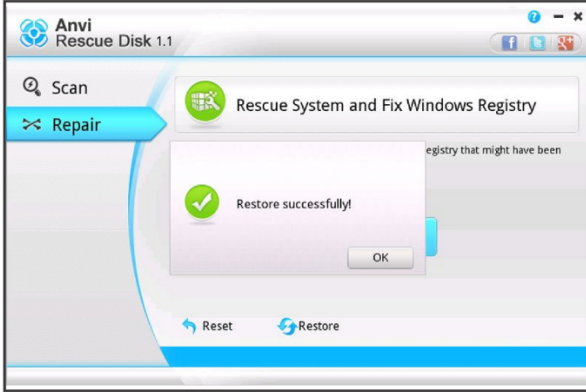 Anvi
Rescue Disk 1.1
?
Scan
Repair
Rescue System and Fix Windows Registry
egistry that might have been
Restore successfully!
OK
Reset
Restore